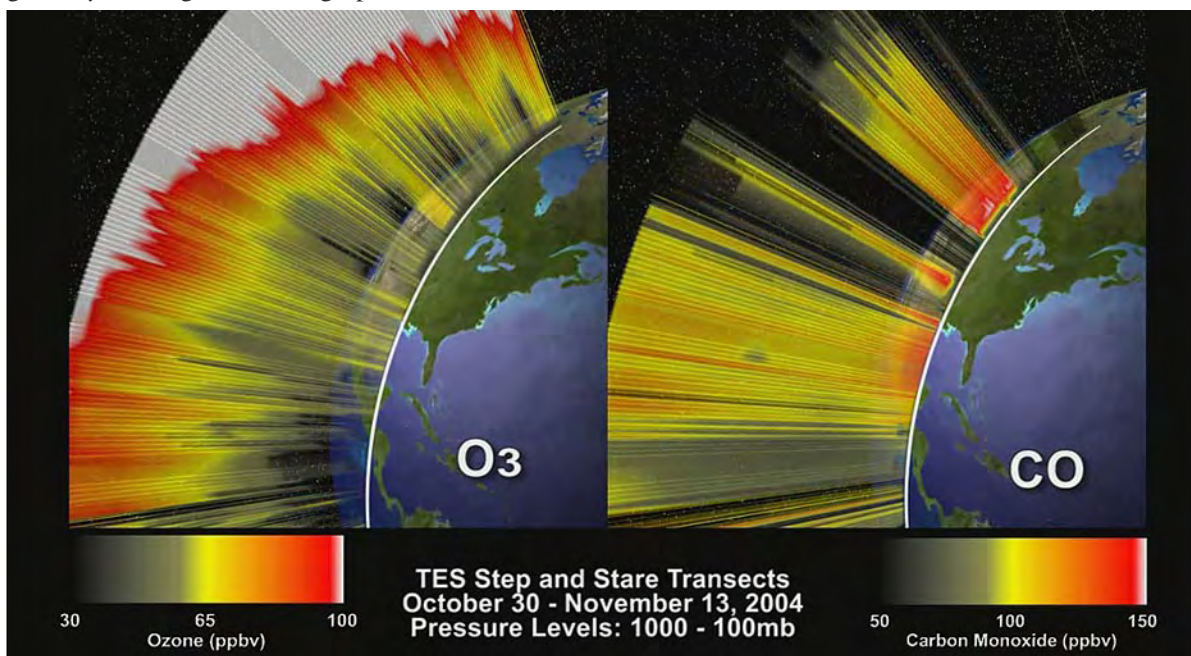 O3
CO
30 65 100
Ozone (ppbv)
TES Step and Stare Transects
October 30 - November 13, 2004
Pressure Levels: 1000 - 100mb
50 100 150
Carbon Monoxide (ppbv)